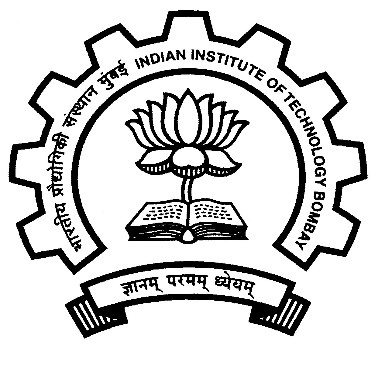 भारतीय प्रौद्योगिकी संस्थान मुंबई
INDIAN INSTITUTE OF TECHNOLOGY BOMBAY
ज्ञानम् परमम् ध्येयम्